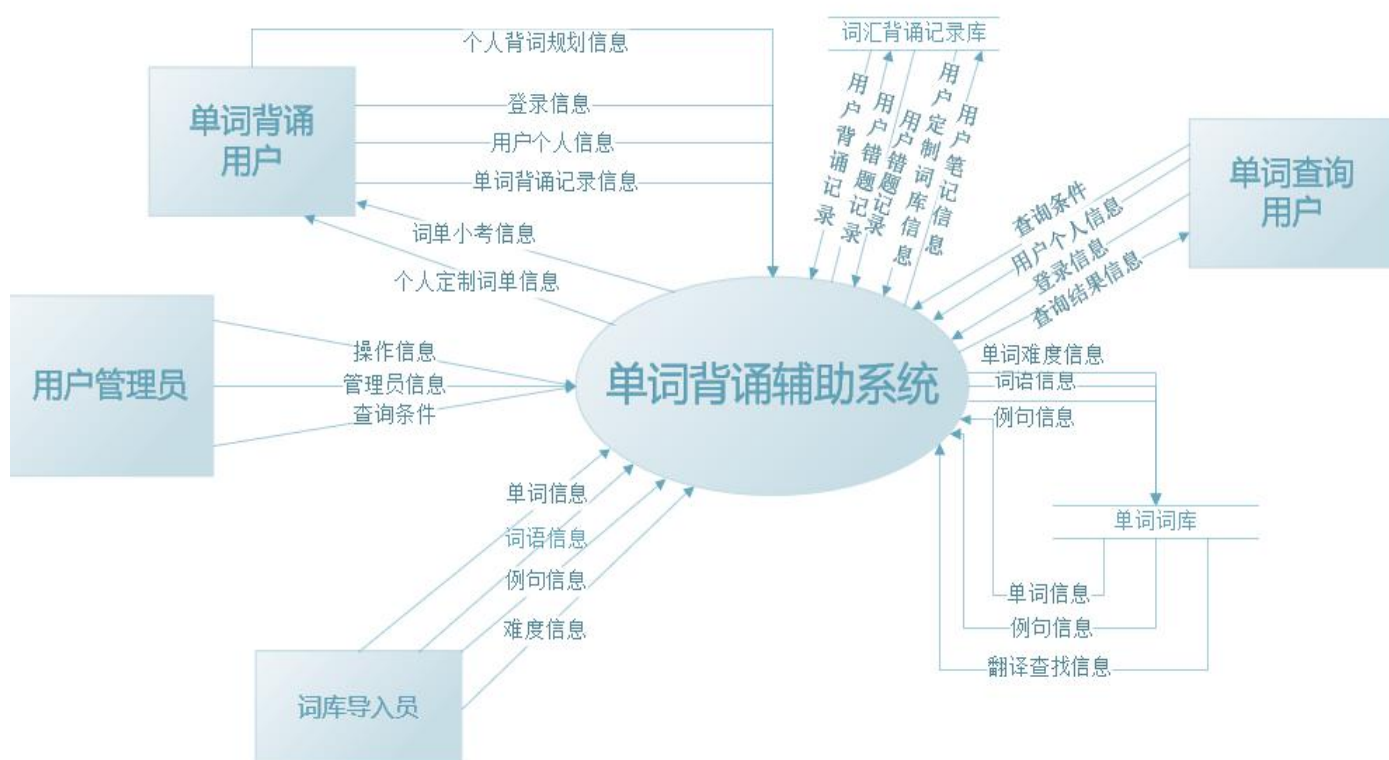 个人背词规划信息
单词背诵
用户
登录信息
用户个人信息
单词背诵记录信息
词单小考信息
个人定制词单信息
词汇背诵记录库
用户背诵记录
用户错题记录
用户错题记录
用户定制词库信息
用户笔记信息
单词查询
用户
查询条件
用户个人信息
登录信息
查询结果信息
用户管理员
操作信息
管理员信息
查询条件
单词背诵辅助系统
单词难度信息
词语信息
例句信息
单词词库
单词信息
例句信息
翻译查找信息
单词信息
词语信息
例句信息
难度信息
词库导入员